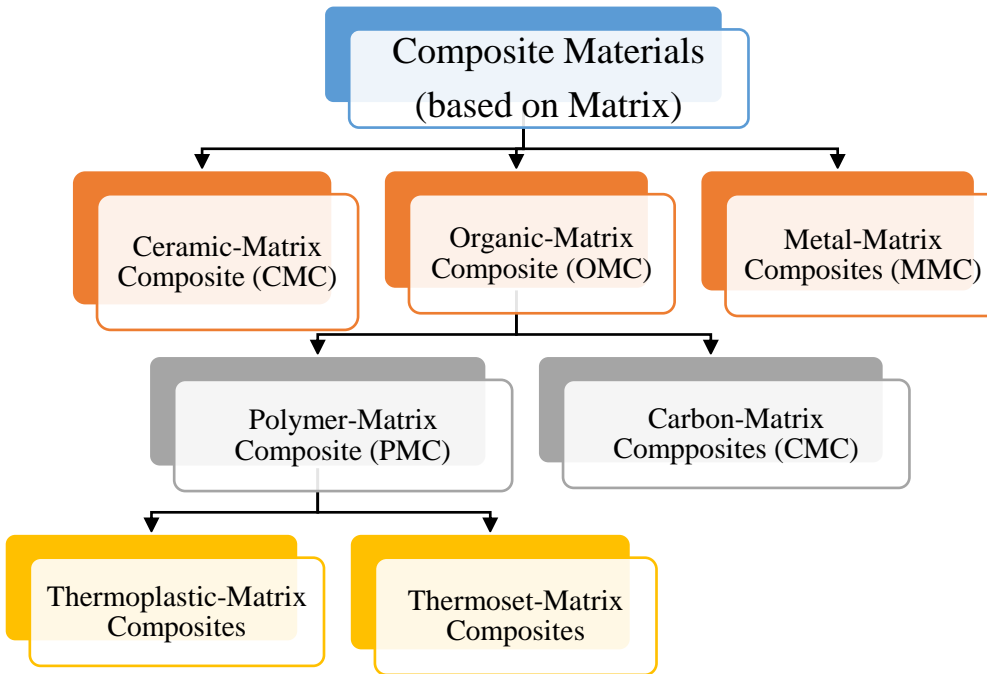 Composite Materials
(based on Matrix)
Ceramic-Matrix
Composite (CMC)
Organic-Matrix
Composite (OMC)
Metal-Matrix
Composites (MMC)
Polymer-Matrix
Composite (PMC)
Carbon-Matrix
Compposites (CMC)
Thermoplastic-Matrix
Composites
Thermoset-Matrix
Composites